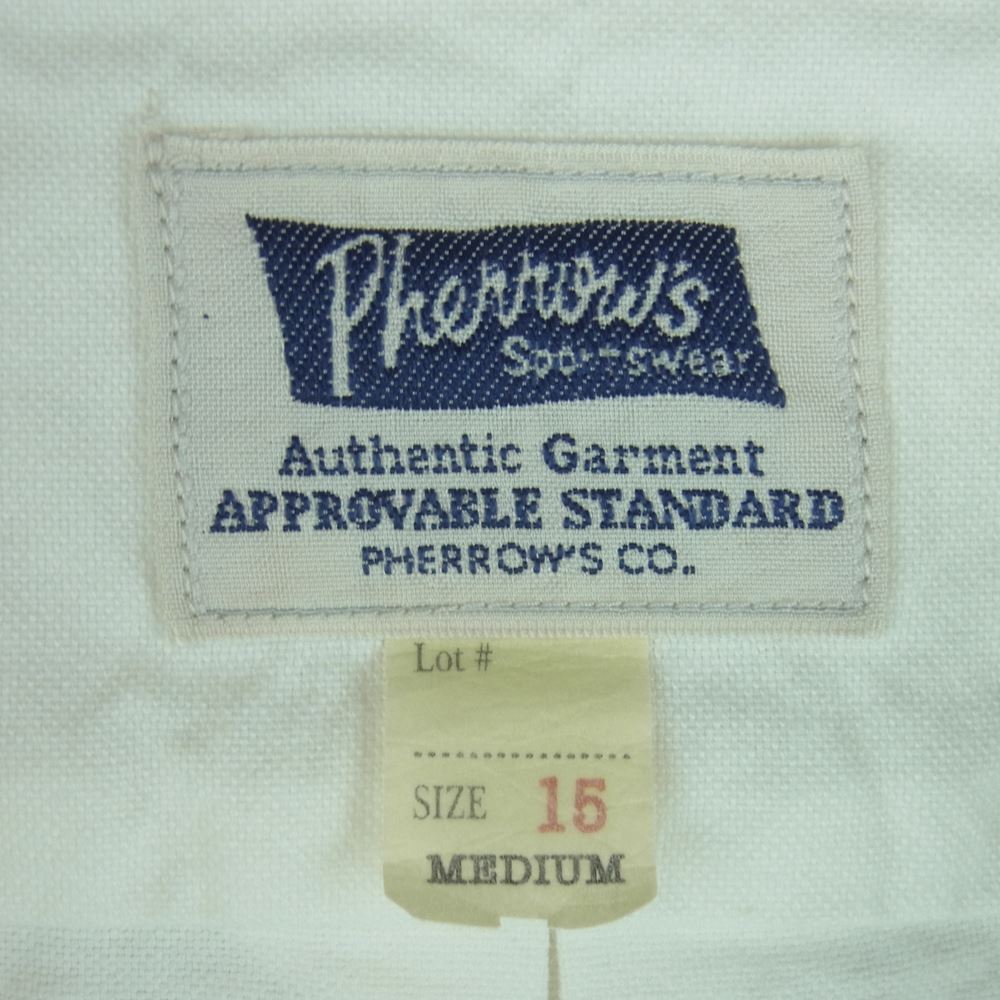 Pherrow's
Sportswear
Authentic Garment
APPROVABLE STANDARD
PHERROW'S CO.
Lot #
SIZE 15
MEDIUM